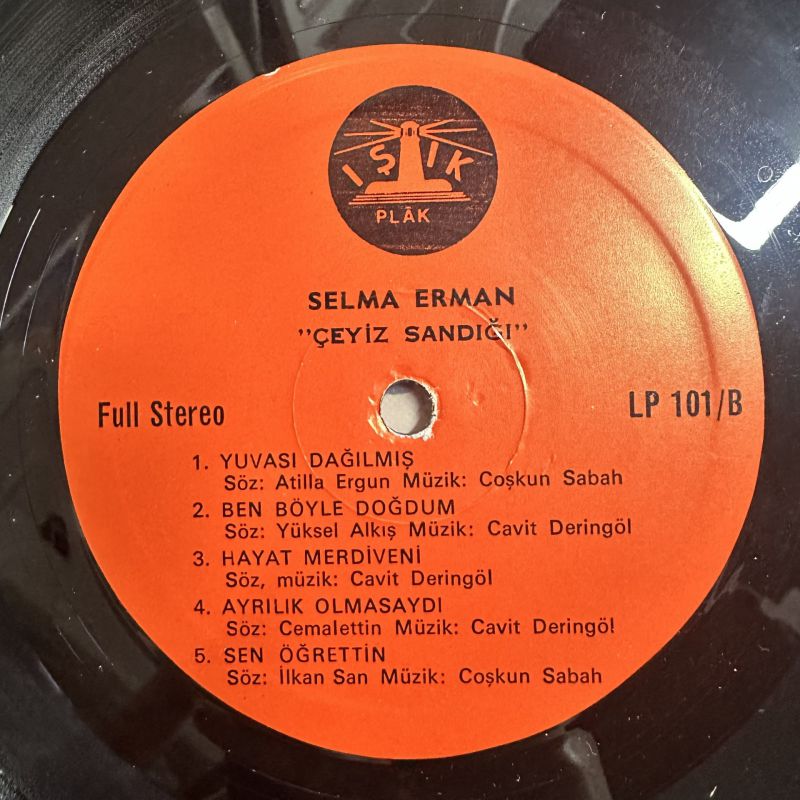 IŞIK
PLÂK
SELMA ERMAN
"ÇEYİZ SANDIĞI"
Full Stereo
LP 101/B
1. YUVASI DAĞILMIŞ
Söz: Atilla Ergun Müzik: Coşkun Sabah
2. BEN BÖYLE DOĞDUM
Söz: Yüksel Alkış Müzik: Cavit Deringöl
3. HAYAT MERDİVENİ
Söz, müzik: Cavit Deringöl
4. AYRILIK OLMASAYDI
Söz: Cemalettin Müzik: Cavit Deringöl
5. SEN ÖĞRETTİN
Söz: İlkan San Müzik: Coşkun Sabah